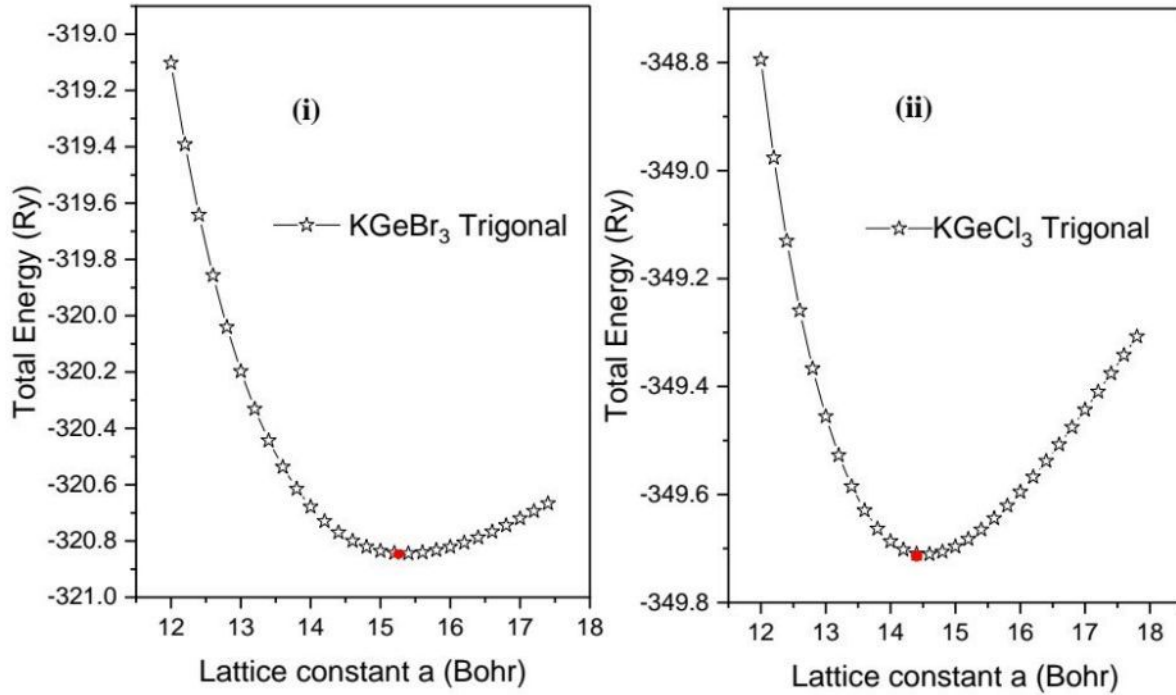 (i)
KGeBr₃ Trigonal
Total Energy (Ry)
-319.0
-319.2
-319.4
-319.6
-319.8
-320.0
-320.2
-320.4
-320.6
-320.8
-321.0
12 13 14 15 16 17 18
Lattice constant a (Bohr)
(ii)
KGeCl₃ Trigonal
Total Energy (Ry)
-348.8
-349.0
-349.2
-349.4
-349.6
-349.8
12 13 14 15 16 17 18
Lattice constant a (Bohr)